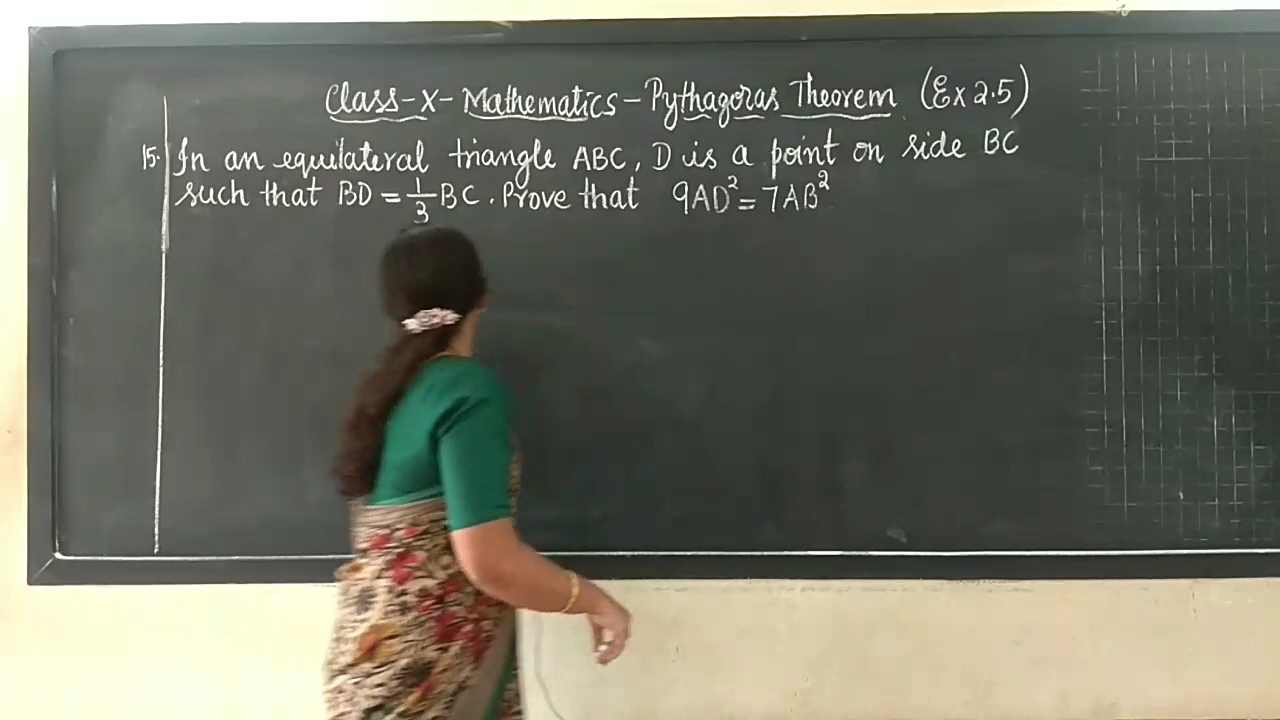 Class-X-Mathematics-Pythagoras Theorem (Ex 2.5)
15. In an equilateral triangle ABC, D is a point on side BC
such that BD = 1/3 BC. Prove that 9AD² = 7AB²